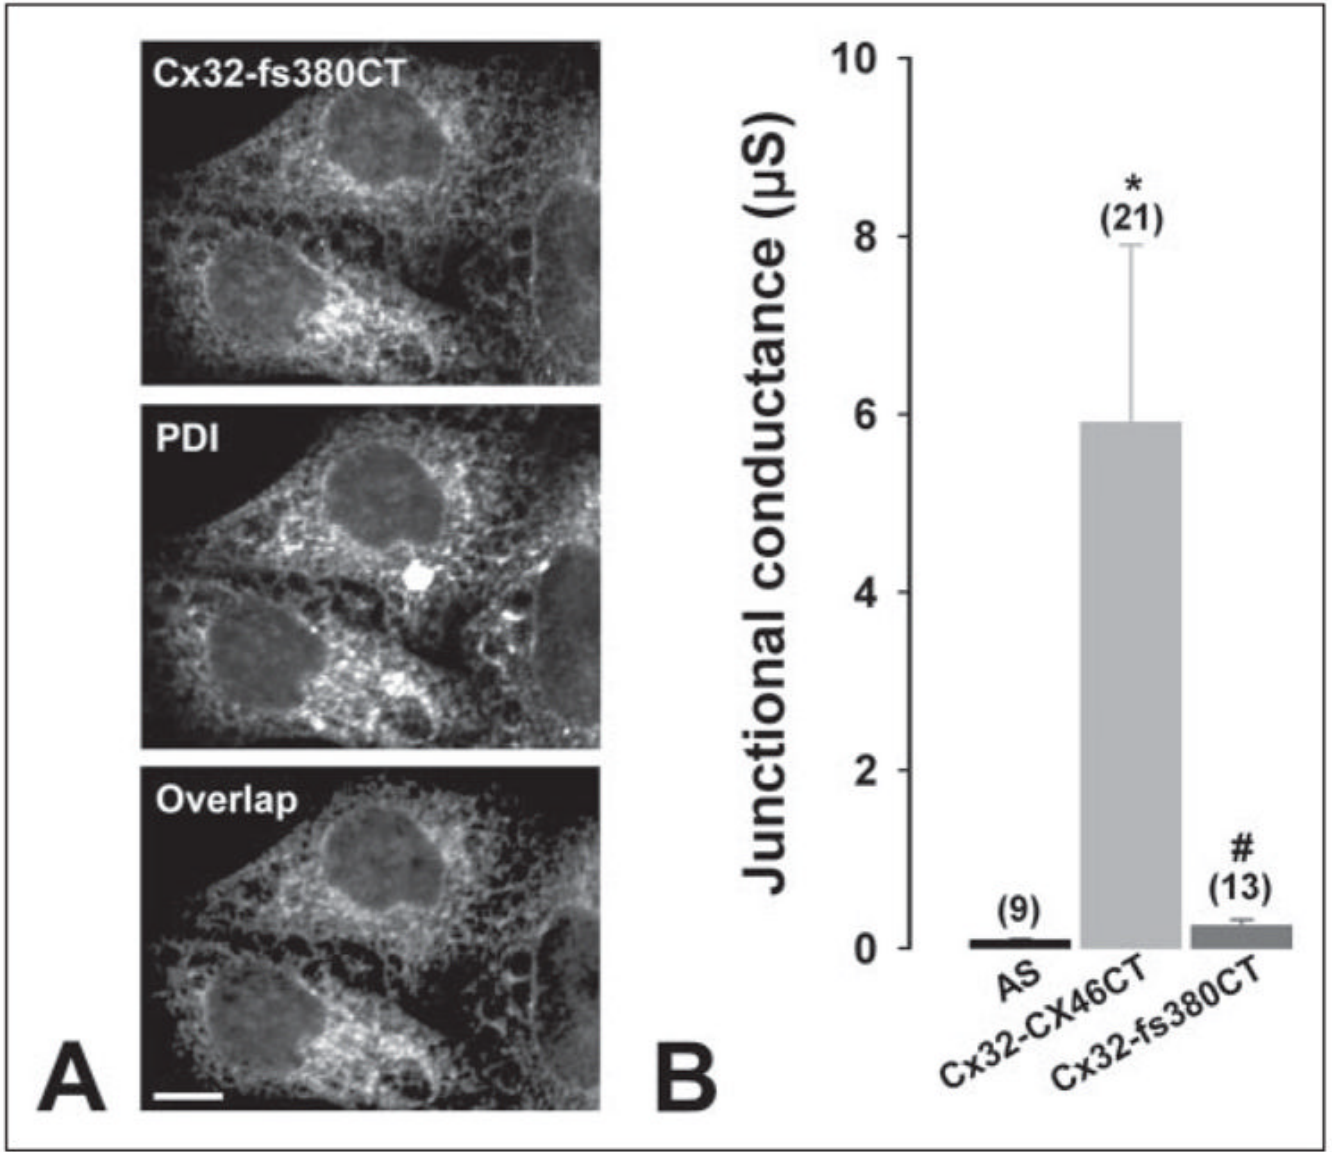 Cx32-fs380CT
PDI
Overlap
A
Junctional conductance (µS)
10
8
6
4
2
0
(9)
*
(21)
#
(13)
AS
Cx32-CX46CT
Cx32-fs380CT
B